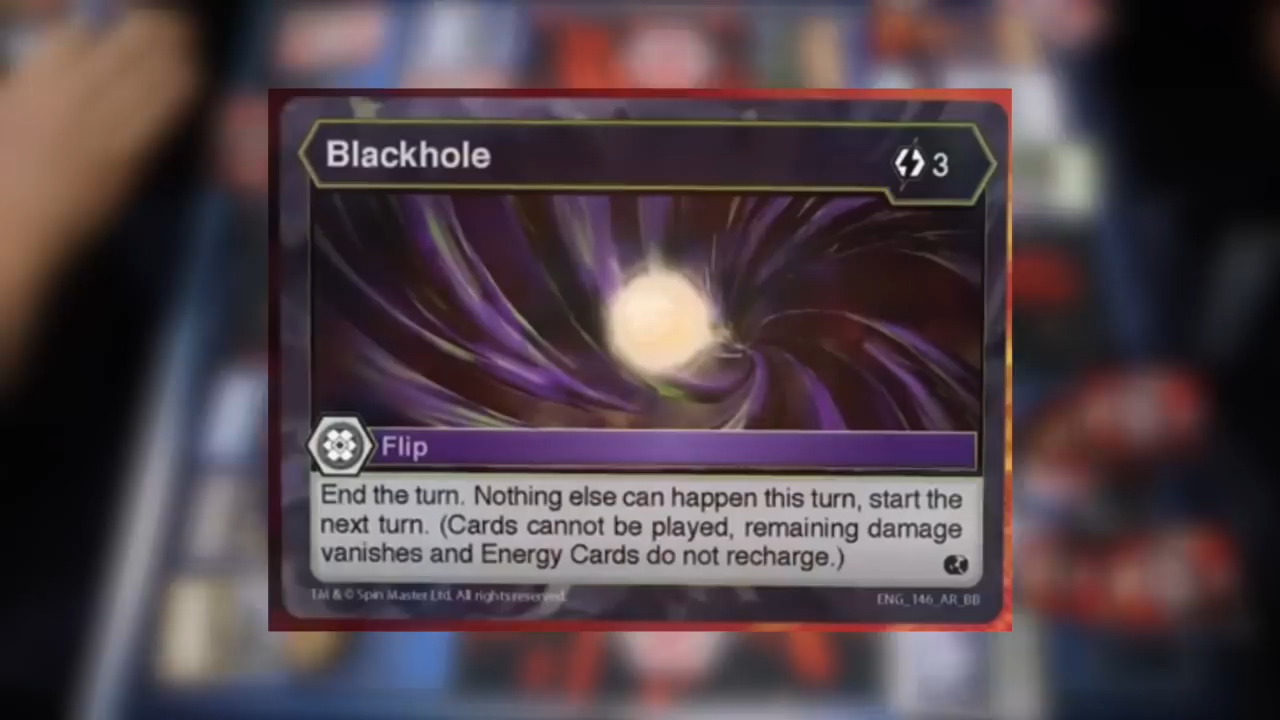 Blackhole
3
Flip
End the turn. Nothing else can happen this turn, start the
next turn. (Cards cannot be played, remaining damage
vanishes and Energy Cards do not recharge.)
TM & © Spin Master Ltd. All rights reserved.
ENG_146_AR_BB